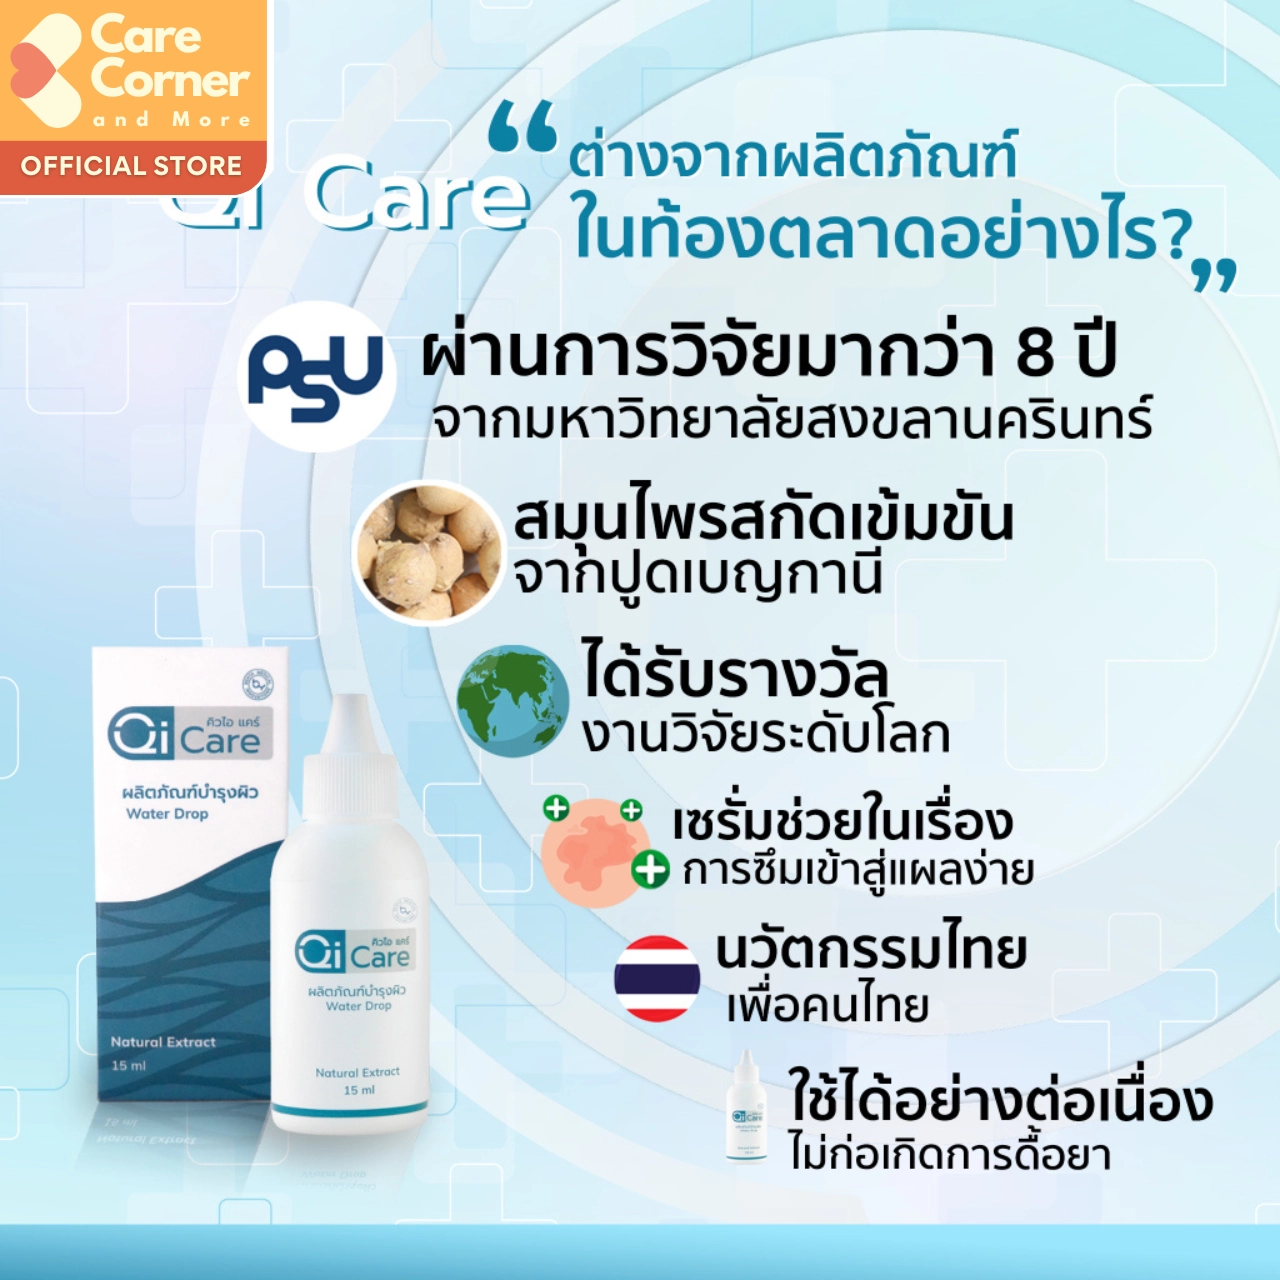 Care
Corner
and More
OFFICIAL STORE
Qi Care
“ต่างจากผลิตภัณฑ์
ในท้องตลาดอย่างไร?”
PSU
ผ่านการวิจัยมากว่า 8 ปี
จากมหาวิทยาลัยสงขลานครินทร์
สมุนไพรสกัดเข้มขัน
จากปูดเบญกานี
ได้รับรางวัล
งานวิจัยระดับโลก
เซรั่มช่วยในเรื่อง
การซึมเข้าสู่แผลง่าย
นวัตกรรมไทย
เพื่อคนไทย
ใช้ได้อย่างต่อเนื่อง
ไม่ก่อเกิดการดื้อยา
คิวไอ แคร์
Qi Care
ผลิตภัณฑ์บำรุงผิว
Water Drop
Natural Extract
15 ml
คิวไอ แคร์
Qi Care
ผลิตภัณฑ์บำรุงผิว
Water Drop
Natural Extract
15 ml
Qi Care